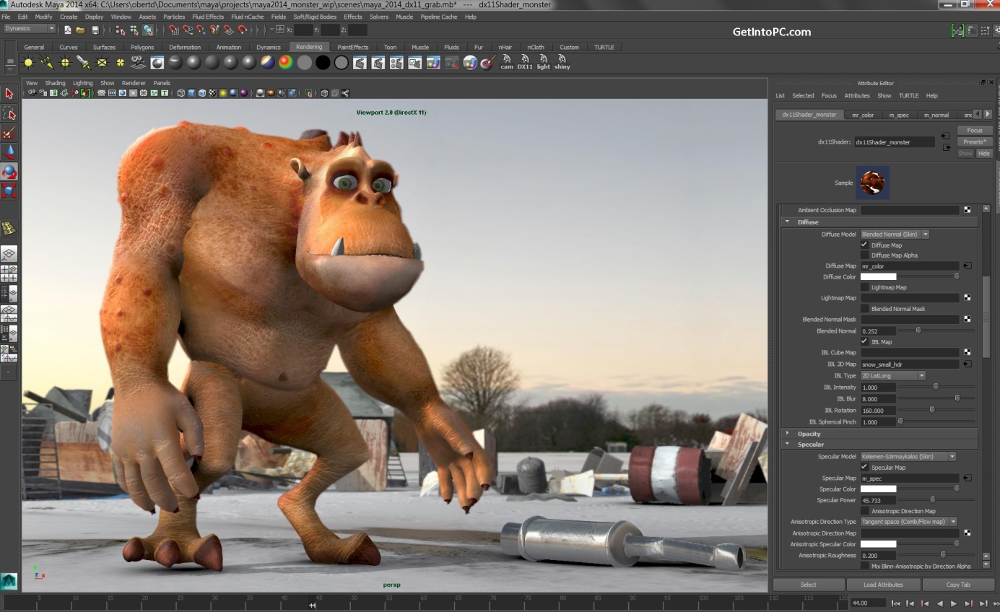 Autodesk Maya 2014 x64: C:\Users\obertd\Documents\maya\projects\maya2014_monster_wip\scenes\maya_2014_dx11_grab.mb* --- dx11Shader_monster
File Edit Modify Create Display Window Assets Particles Fluid Effects Fluid nCache Fields Soft/Rigid Bodies Effects Solvers Muscle Pipeline Cache Help
Dynamics X: Y: Z:
GetIntoPC.com
General Curves Surfaces Polygons Deformation Animation Dynamics Rendering PaintEffects Toon Muscle Fluids Fur nHair nCloth Custom TURTLE
cam DX11 light shiny
View Shading Lighting Show Renderer Panels
Viewport 2.0 (DirectX 11)
persp
Attribute Editor
List Selected Focus Attributes Show TURTLE Help
dx11Shader_monster mr_color m_spec m_normal
Focus
dx11Shader: dx11Shader_monster Presets*
Show Hide
Sample
Ambient Occlusion Map
Diffuse
Diffuse Model Blended Normal (Skin)
Diffuse Map
Diffuse Map Alpha
Diffuse Map mr_color
Diffuse Color
Lightmap Map
Lightmap Map
Blended Normal Mask
Blended Normal Mask
Blended Normal 0.252
IBL Map
IBL Cube Map
IBL 2D Map snow_small_hdr
IBL Type 2D LatLong
IBL Intensity 1.000
IBL Blur 8.000
IBL Rotation 160.000
IBL Spherical Pinch 1.000
Opacity
Specular
Specular Model Kelemen-Szirmaykalos (Skin)
Specular Map
Specular Map m_spec
Specular Color
Specular Power 45.733
Anisotropic Direction Map
Anisotropic Direction Type Tangent space (Comb/Flow map)
Anisotropic Direction Map
Anisotropic Specular Color
Anisotropic Roughness 0.200
Mix Blinn-Anisotropic by Direction Alpha
Select Load Attributes Copy Tab
5 10 15 20 25 30 35 40 45 50 55 60 65 70 75 80 85 90 95 100 105 110 115 120
44 44.00